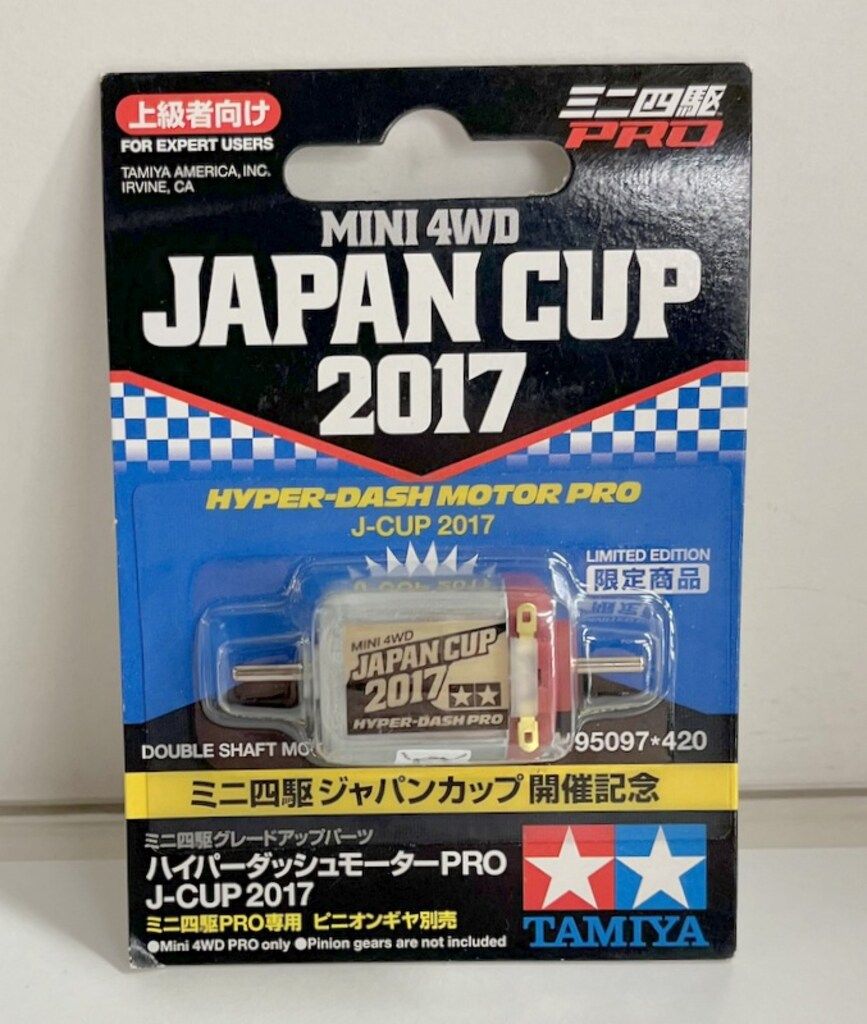 上級者向け
FOR EXPERT USERS
TAMIYA AMERICA, INC.
IRVINE, CA
ミニ四駆
PRO
MINI 4WD
JAPAN CUP
2017
HYPER-DASH MOTOR PRO
J-CUP 2017
LIMITED EDITION
限定商品
MINI 4WD
JAPAN CUP
2017
HYPER-DASH PRO
DOUBLE SHAFT
95097*420
ミニ四駆 ジャパンカップ 開催記念
ミニ四駆グレードアップパーツ
ハイパーダッシュモーターPRO
J-CUP 2017
ミニ四駆PRO専用 ピニオンギヤ別売
●Mini 4WD PRO only ●Pinion gears are not included
TAMIYA